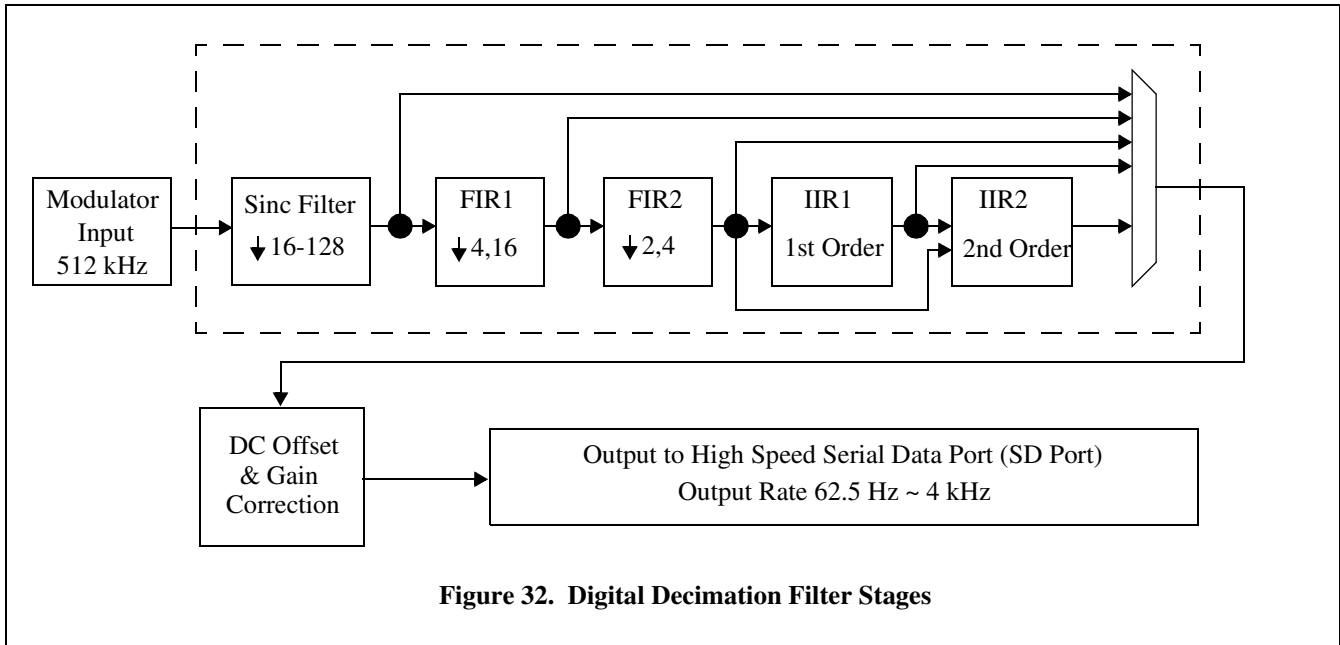 Modulator
Input
512 kHz
Sinc Filter
16-128
FIR1
4,16
FIR2
2,4
IIR1
1st Order
IIR2
2nd Order
DC Offset
& Gain
Correction
Output to High Speed Serial Data Port (SD Port)
Output Rate 62.5 Hz ~ 4 kHz
Figure 32. Digital Decimation Filter Stages